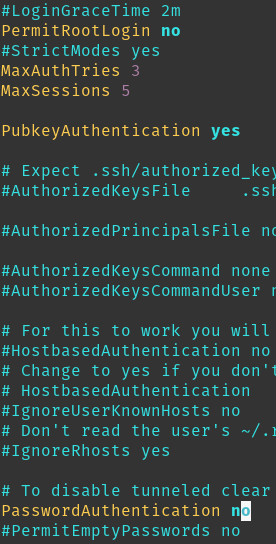 #LoginGraceTime 2m
PermitRootLogin no
#StrictModes yes
MaxAuthTries 3
MaxSessions 5
PubkeyAuthentication yes
# Expect .ssh/authorized_key
#AuthorizedKeysFile .ssh
#AuthorizedPrincipalsFile no
#AuthorizedKeysCommand none
#AuthorizedKeysCommandUser n
# For this to work you will
#HostbasedAuthentication no
# Change to yes if you don't
# HostbasedAuthentication
#IgnoreUserKnownHosts no
# Don't read the user's ~/.r
#IgnoreRhosts yes
# To disable tunneled clear
PasswordAuthentication no
#PermitEmptyPasswords no